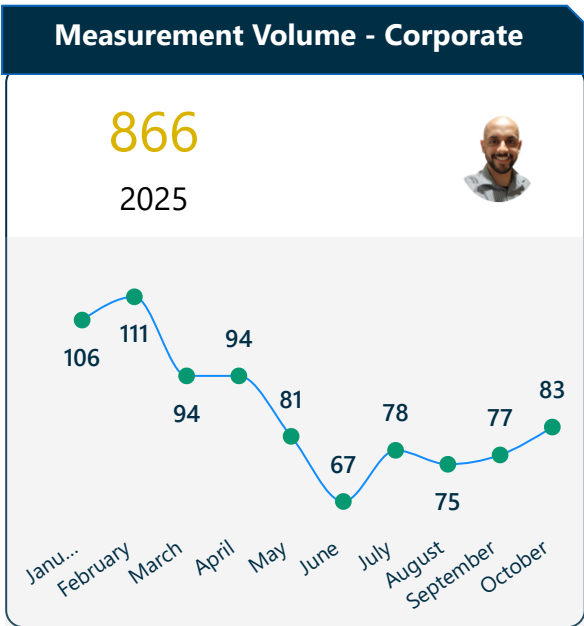 Measurement Volume - Corporate
866
2025
106
111
94
94
81
67
78
75
77
83
Janu...
February
March
April
May
June
July
August
September
October